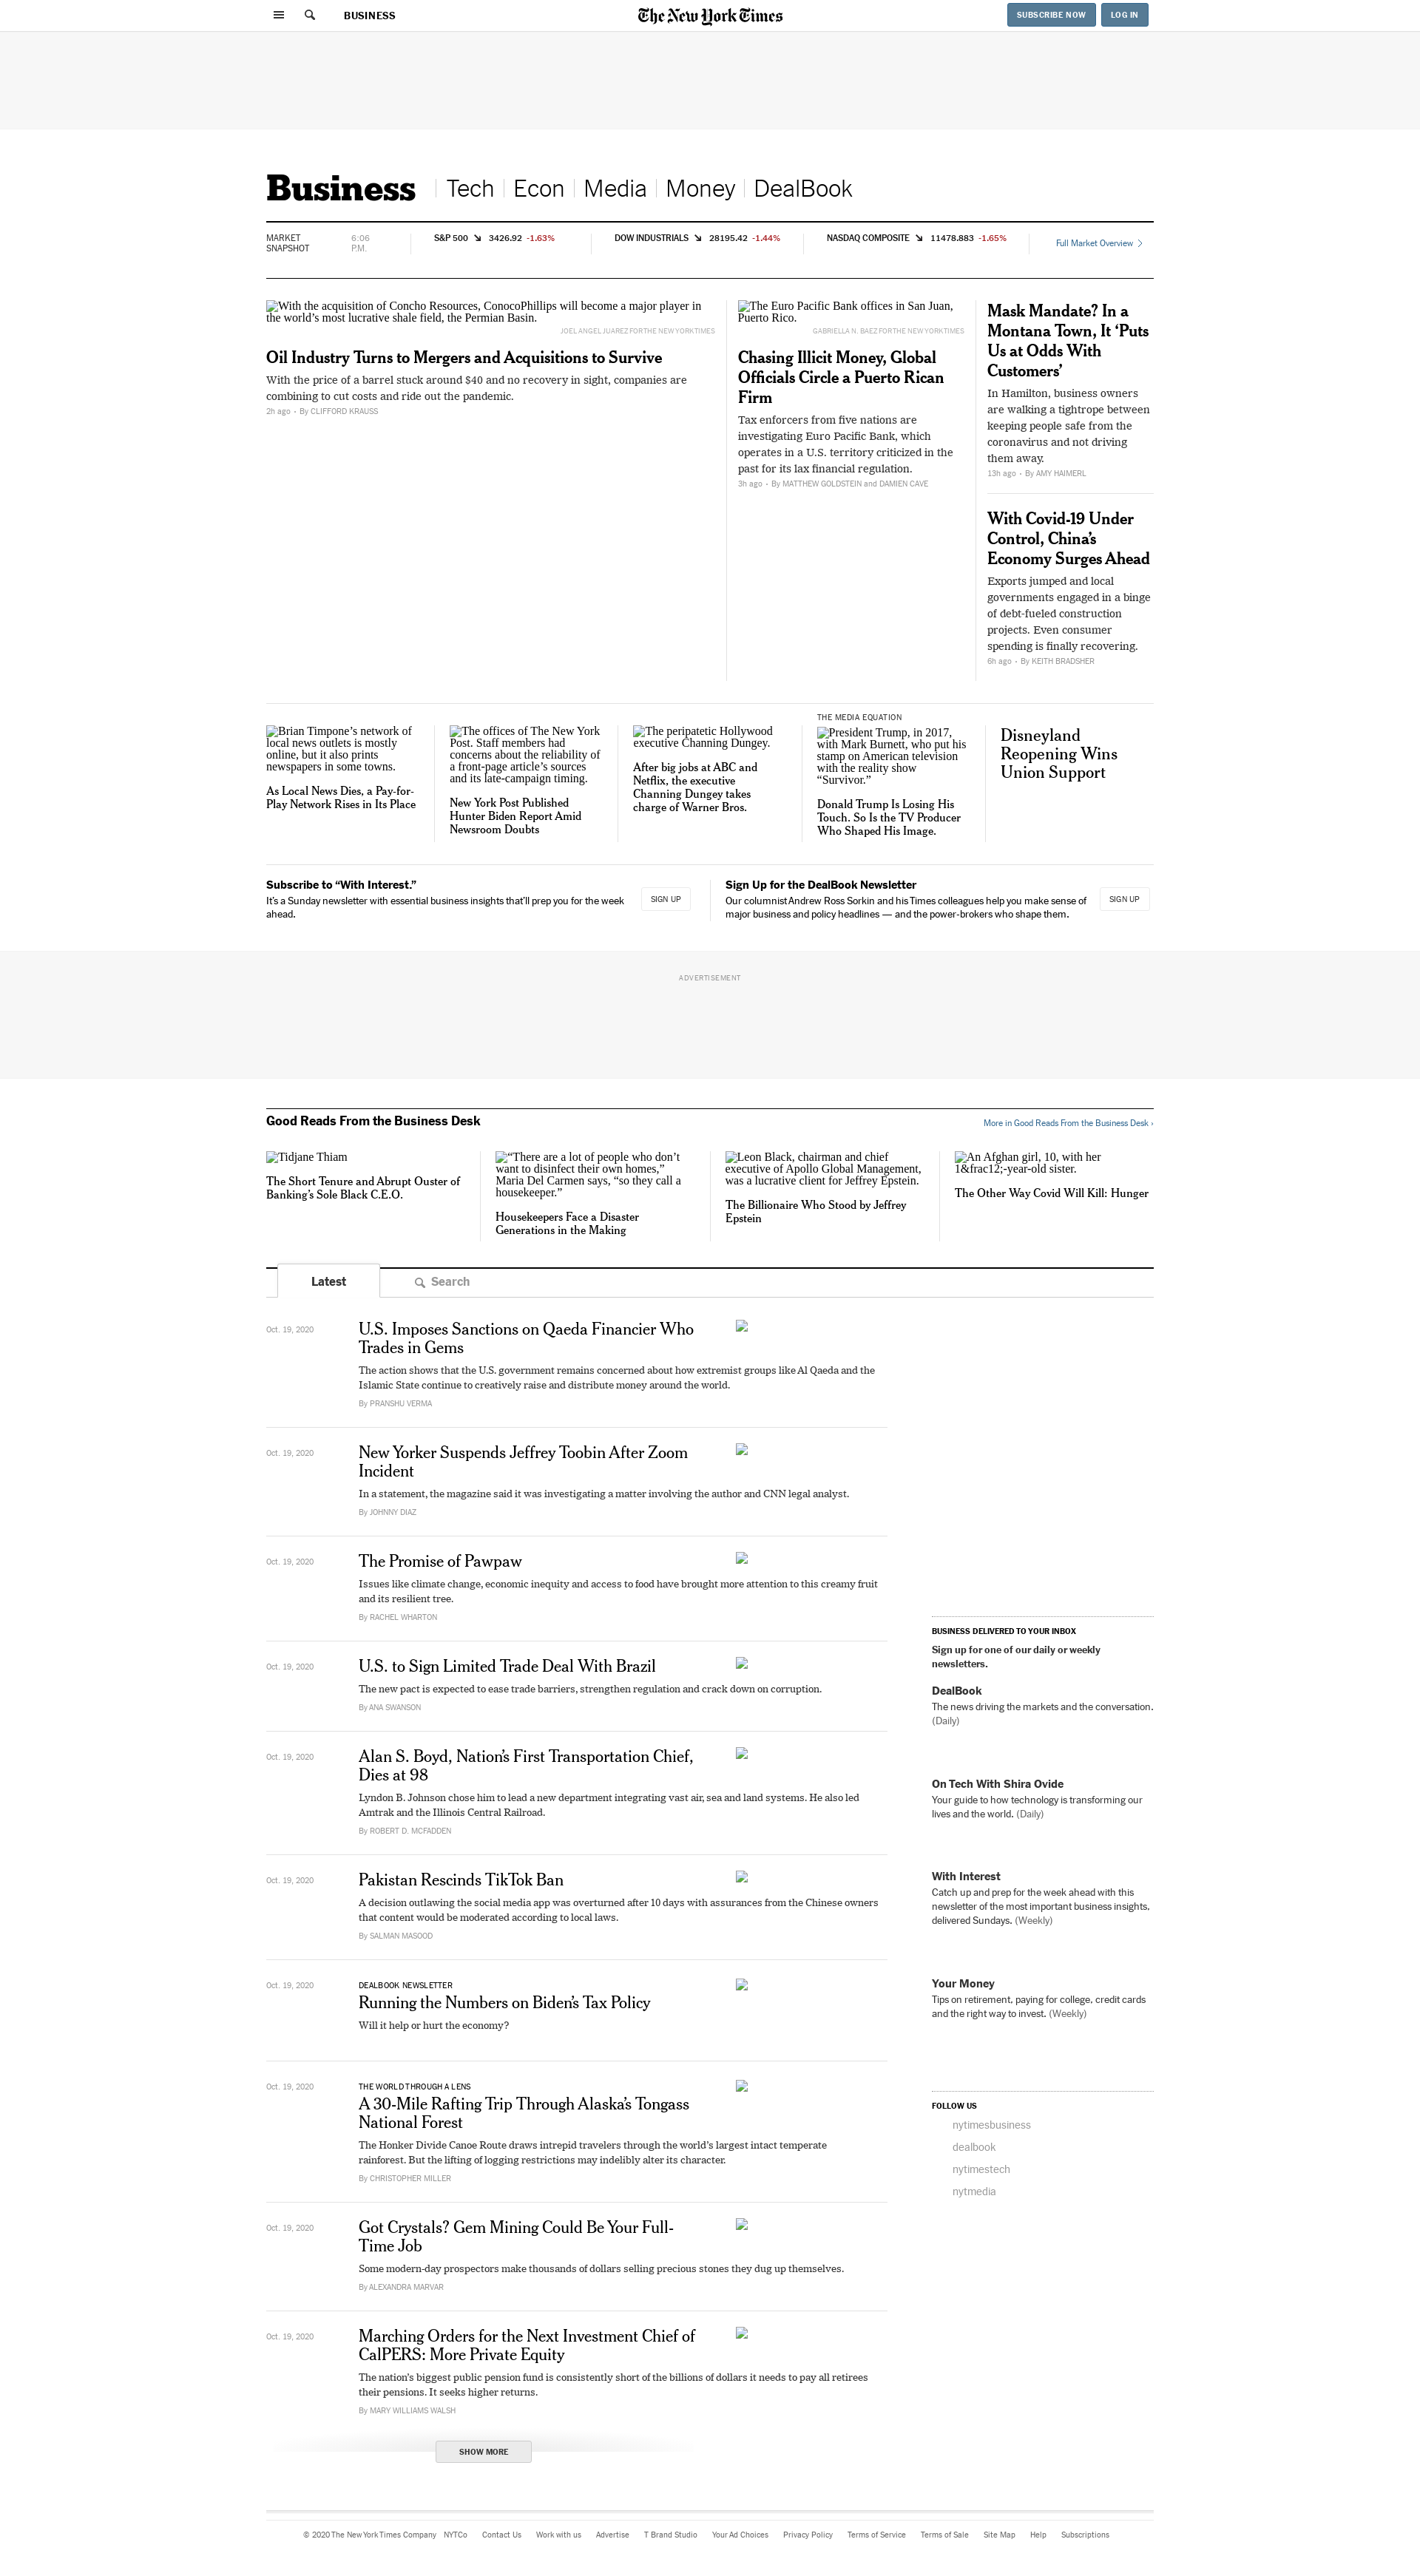 BUSINESS
The New York Times
SUBSCRIBE NOW
LOG IN
Business
Tech
Econ
Media
Money
DealBook
MARKET
SNAPSHOT
6:06
P.M.
S&P 500 3426.92 -1.63%
DOW INDUSTRIALS 28195.42 -1.44%
NASDAQ COMPOSITE 11478.883 -1.65%
Full Market Overview
With the acquisition of Concho Resources, ConocoPhillips will become a major player in
the world’s most lucrative shale field, the Permian Basin.
JOEL ANGEL JUAREZ FOR THE NEW YORK TIMES
Oil Industry Turns to Mergers and Acquisitions to Survive
With the price of a barrel stuck around $40 and no recovery in sight, companies are
combining to cut costs and ride out the pandemic.
2h ago • By CLIFFORD KRAUSS
The Euro Pacific Bank offices in San Juan,
Puerto Rico.
GABRIELLA N. BAEZ FOR THE NEW YORK TIMES
Chasing Illicit Money, Global
Officials Circle a Puerto Rican
Firm
Tax enforcers from five nations are
investigating Euro Pacific Bank, which
operates in a U.S. territory criticized in the
past for its lax financial regulation.
3h ago • By MATTHEW GOLDSTEIN and DAMIEN CAVE
Mask Mandate? In a
Montana Town, It ‘Puts
Us at Odds With
Customers’
In Hamilton, business owners
are walking a tightrope between
keeping people safe from the
coronavirus and not driving
them away.
13h ago • By AMY HAIMERL
With Covid-19 Under
Control, China’s
Economy Surges Ahead
Exports jumped and local
governments engaged in a binge
of debt-fueled construction
projects. Even consumer
spending is finally recovering.
6h ago • By KEITH BRADSHER
Brian Timpone’s network of
local news outlets is mostly
online, but it also prints
newspapers in some towns.
As Local News Dies, a Pay-for-
Play Network Rises in Its Place
The offices of The New York
Post. Staff members had
concerns about the reliability of
a front-page article’s sources
and its late-campaign timing.
New York Post Published
Hunter Biden Report Amid
Newsroom Doubts
The peripatetic Hollywood
executive Channing Dungey.
After big jobs at ABC and
Netflix, the executive
Channing Dungey takes
charge of Warner Bros.
THE MEDIA EQUATION
President Trump, in 2017,
with Mark Burnett, who put his
stamp on American television
with the reality show
“Survivor.”
Donald Trump Is Losing His
Touch. So Is the TV Producer
Who Shaped His Image.
Disneyland
Reopening Wins
Union Support
Subscribe to “With Interest.”
It’s a Sunday newsletter with essential business insights that’ll prep you for the week
ahead.
SIGN UP
Sign Up for the DealBook Newsletter
Our columnist Andrew Ross Sorkin and his Times colleagues help you make sense of
major business and policy headlines — and the power-brokers who shape them.
SIGN UP
ADVERTISEMENT
Good Reads From the Business Desk
More in Good Reads From the Business Desk ›
Tidjane Thiam
The Short Tenure and Abrupt Ouster of
Banking’s Sole Black C.E.O.
“There are a lot of people who don’t
want to disinfect their own homes,”
Maria Del Carmen says, “so they call a
housekeeper.”
Housekeepers Face a Disaster
Generations in the Making
Leon Black, chairman and chief
executive of Apollo Global Management,
was a lucrative client for Jeffrey Epstein.
The Billionaire Who Stood by Jeffrey
Epstein
An Afghan girl, 10, with her
1&frac12;-year-old sister.
The Other Way Covid Will Kill: Hunger
Latest
Search
Oct. 19, 2020
U.S. Imposes Sanctions on Qaeda Financier Who
Trades in Gems
The action shows that the U.S. government remains concerned about how extremist groups like Al Qaeda and the
Islamic State continue to creatively raise and distribute money around the world.
By PRANSHU VERMA
Oct. 19, 2020
New Yorker Suspends Jeffrey Toobin After Zoom
Incident
In a statement, the magazine said it was investigating a matter involving the author and CNN legal analyst.
By JOHNNY DIAZ
Oct. 19, 2020
The Promise of Pawpaw
Issues like climate change, economic inequity and access to food have brought more attention to this creamy fruit
and its resilient tree.
By RACHEL WHARTON
Oct. 19, 2020
U.S. to Sign Limited Trade Deal With Brazil
The new pact is expected to ease trade barriers, strengthen regulation and crack down on corruption.
By ANA SWANSON
Oct. 19, 2020
Alan S. Boyd, Nation’s First Transportation Chief,
Dies at 98
Lyndon B. Johnson chose him to lead a new department integrating vast air, sea and land systems. He also led
Amtrak and the Illinois Central Railroad.
By ROBERT D. MCFADDEN
Oct. 19, 2020
Pakistan Rescinds TikTok Ban
A decision outlawing the social media app was overturned after 10 days with assurances from the Chinese owners
that content would be moderated according to local laws.
By SALMAN MASOOD
Oct. 19, 2020
DEALBOOK NEWSLETTER
Running the Numbers on Biden’s Tax Policy
Will it help or hurt the economy?
Oct. 19, 2020
THE WORLD THROUGH A LENS
A 30-Mile Rafting Trip Through Alaska’s Tongass
National Forest
The Honker Divide Canoe Route draws intrepid travelers through the world’s largest intact temperate
rainforest. But the lifting of logging restrictions may indelibly alter its character.
By CHRISTOPHER MILLER
Oct. 19, 2020
Got Crystals? Gem Mining Could Be Your Full-
Time Job
Some modern-day prospectors make thousands of dollars selling precious stones they dug up themselves.
By ALEXANDRA MARVAR
Oct. 19, 2020
Marching Orders for the Next Investment Chief of
CalPERS: More Private Equity
The nation’s biggest public pension fund is consistently short of the billions of dollars it needs to pay all retirees
their pensions. It seeks higher returns.
By MARY WILLIAMS WALSH
SHOW MORE
BUSINESS DELIVERED TO YOUR INBOX
Sign up for one of our daily or weekly
newsletters.
DealBook
The news driving the markets and the conversation.
(Daily)
On Tech With Shira Ovide
Your guide to how technology is transforming our
lives and the world. (Daily)
With Interest
Catch up and prep for the week ahead with this
newsletter of the most important business insights,
delivered Sundays. (Weekly)
Your Money
Tips on retirement, paying for college, credit cards
and the right way to invest. (Weekly)
FOLLOW US
nytimesbusiness
dealbook
nytimestech
nytmedia
© 2020 The New York Times Company NYTCo Contact Us Work with us Advertise T Brand Studio Your Ad Choices Privacy Policy Terms of Service Terms of Sale Site Map Help Subscriptions